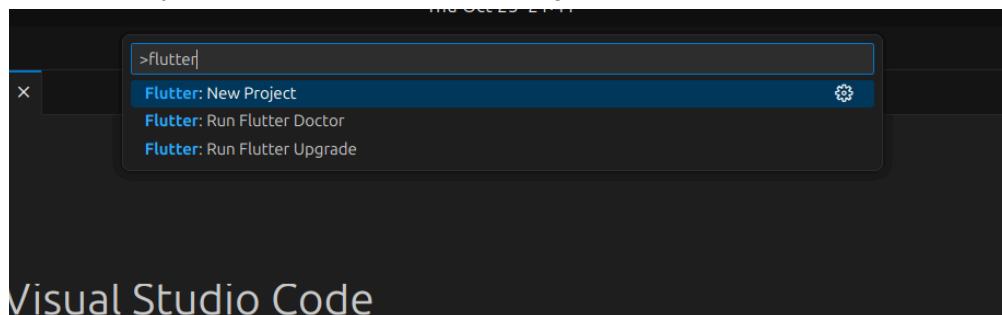 >flutter
Flutter: New Project
Flutter: Run Flutter Doctor
Flutter: Run Flutter Upgrade
Visual Studio Code